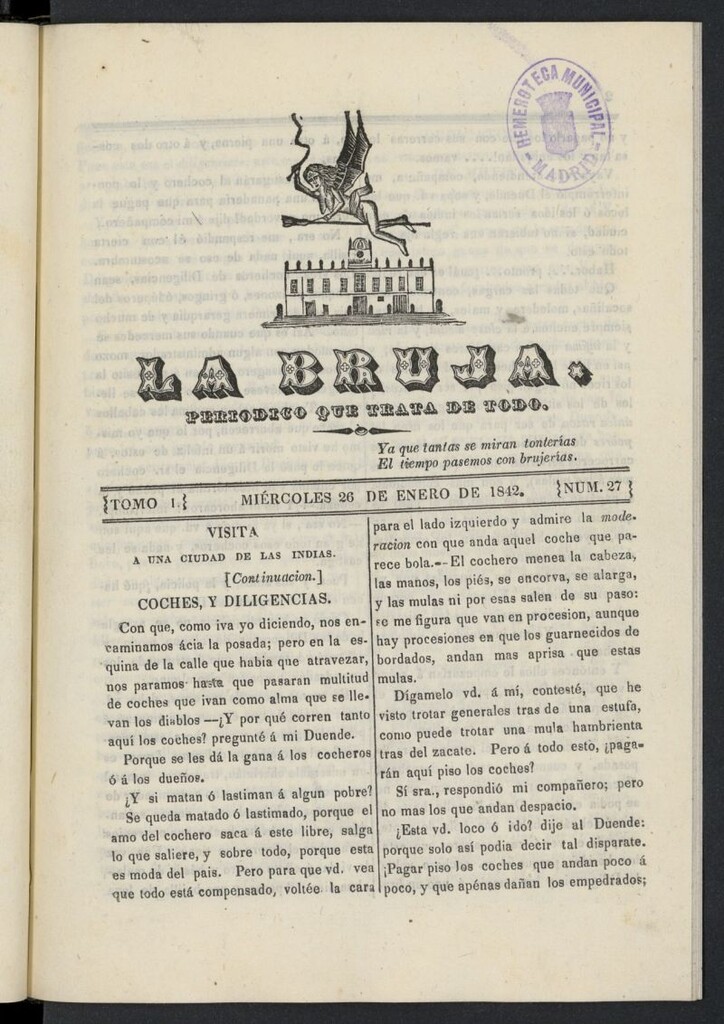 HEMEROTECA MUNICIPAL
MADRID
LA BRUJA.
PERIODICO QUE TRATA DE TODO.
Ya que tantas se miran tonterías
El tiempo pasemos con brujerías.
TOMO 1.
MIÉRCOLES 26 DE ENERO DE 1842.
NUM. 27
VISITA
A UNA CIUDAD DE LAS INDIAS.
[Continuacion.]
COCHES, Y DILIGENCIAS.
Con que, como iva yo diciendo, nos en-
caminamos ácia la posada; pero en la es-
quina de la calle que habia que atravezar,
nos paramos hasta que pasaran multitud
de coches que ivan como alma que se lle-
van los diablos —¿Y por qué corren tanto
aquí los coches? pregunté á mi Duende.
Porque se les dá la gana á los cocheros
ó á los dueños.
¿Y si matan ó lastiman á algun pobre?
Se queda matado ó lastimado, porque el
amo del cochero saca á este libre, salga
lo que saliere, y sobre todo, porque esta
es moda del pais. Pero para que vd. vea
que todo está compensado, voltée la cara
para el lado izquierdo y admire la mode-
racion con que anda aquel coche que pa-
rece bola.—El cochero menea la cabeza,
las manos, los piés, se encorva, se alarga,
y las mulas ni por esas salen de su paso:
se me figura que van en procesion, aunque
hay procesiones en que los guarnecidos de
bordados, andan mas aprisa que estas
mulas.
Dígamelo vd. á mí, contesté, que he
visto trotar generales tras de una estufa,
como puede trotar una mula hambrienta
tras del zacate. Pero á todo esto, ¿paga-
rán aquí piso los coches?
Sí sra., respondió mi compañero; pero
no mas los que andan despacio.
¿Esta vd. loco ó ido? dije al Duende:
porque solo así podia decir tal disparate.
¡Pagar piso los coches que andan poco á
poco, y que apénas dañan los empedrados;